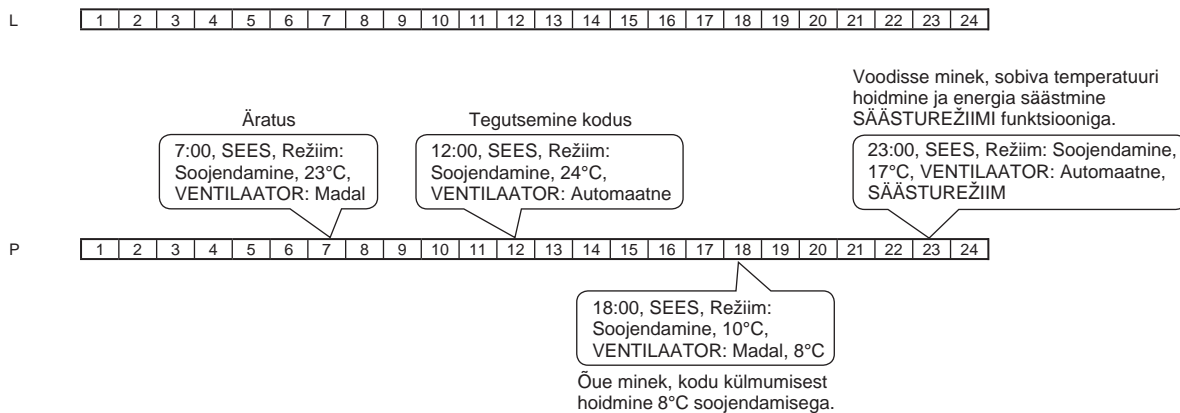 L 1 2 3 4 5 6 7 8 9 10 11 12 13 14 15 16 17 18 19 20 21 22 23 24
Voodisse minek, sobiva temperatuuri
hoidmine ja energia säästmine
SÄÄSTUREŽIIMI funktsiooniga.
Äratus
7:00, SEES, Režiim:
Soojendamine, 23°C,
VENTILAATOR: Madal
Tegutsemine kodus
12:00, SEES, Režiim:
Soojendamine, 24°C,
VENTILAATOR: Automaatne
23:00, SEES, Režiim: Soojendamine,
17°C, VENTILAATOR: Automaatne,
SÄÄSTUREŽIIM
P 1 2 3 4 5 6 7 8 9 10 11 12 13 14 15 16 17 18 19 20 21 22 23 24
18:00, SEES, Režiim:
Soojendamine, 10°C,
VENTILAATOR: Madal, 8°C
Õue minek, kodu külmumisest
hoidmine 8°C soojendamisega.